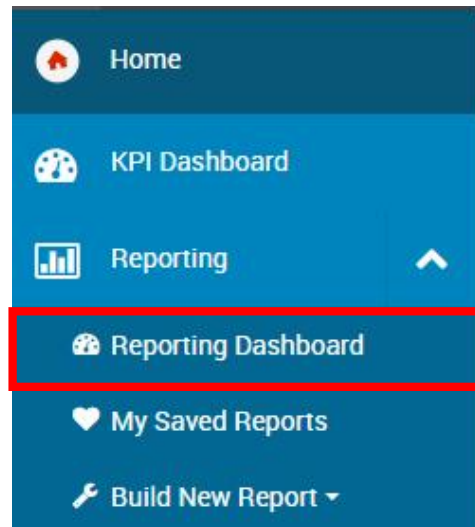 Home
KPI Dashboard
Reporting
Reporting Dashboard
My Saved Reports
Build New Report